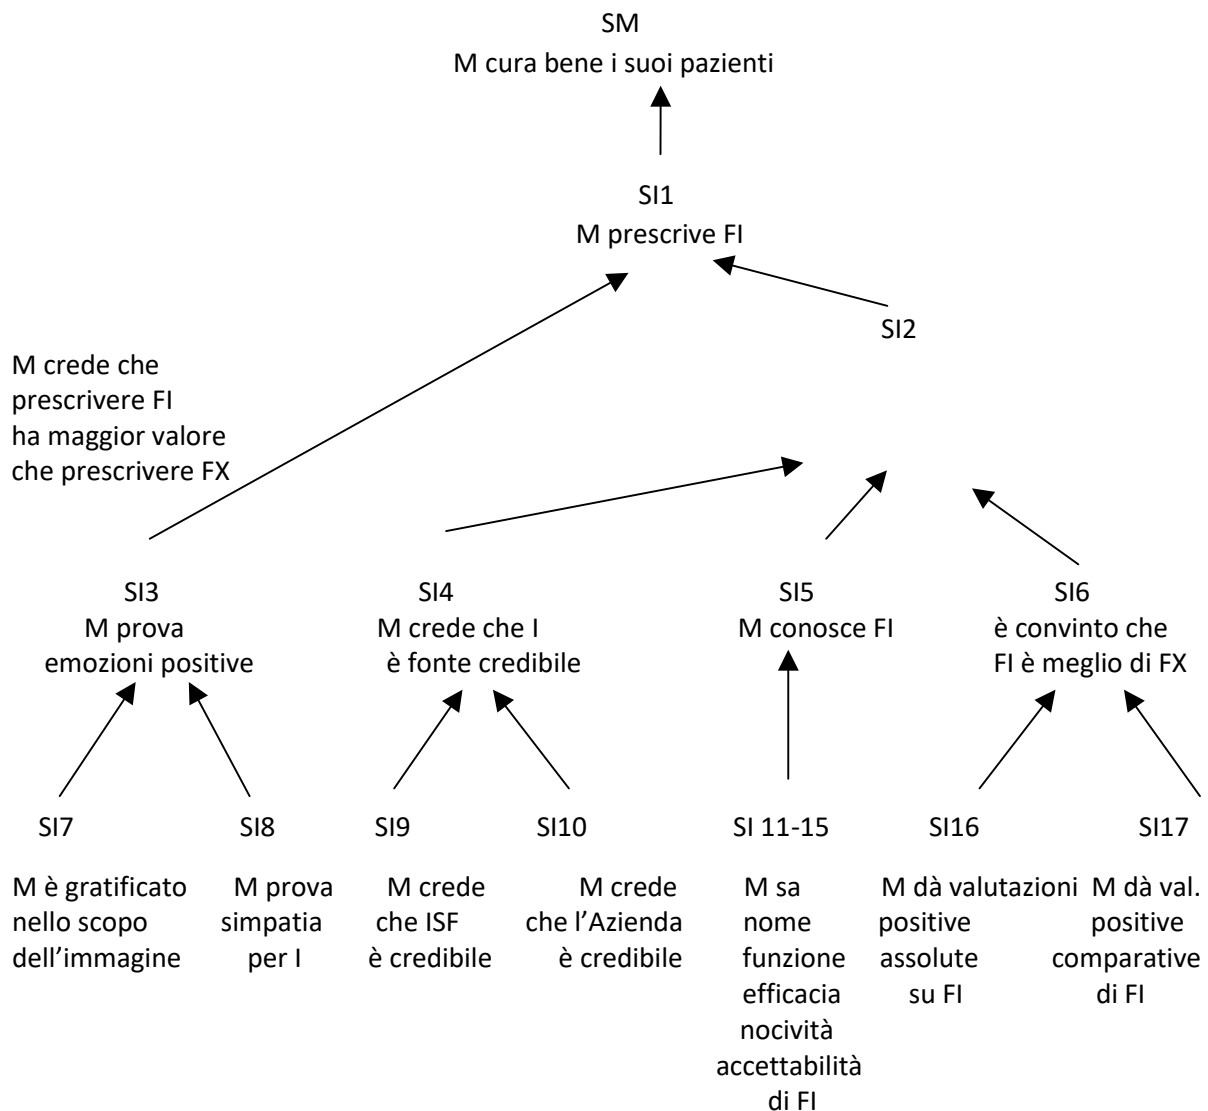 SM
M cura bene i suoi pazienti
SI1
M prescrive FI
SI2
M crede che
prescrivere FI
ha maggior valore
che prescrivere FX
SI3
M prova
emozioni positive
SI4
M crede che I
è fonte credibile
SI5
M conosce FI
SI6
è convinto che
FI è meglio di FX
SI7
M è gratificato
nello scopo
dell’immagine
SI8
M prova
simpatia
per I
SI9
M crede
che ISF
è credibile
SI10
M crede
che l’Azienda
è credibile
SI 11-15
M sa
nome
funzione
efficacia
nocività
accettabilità
di FI
SI16
M dà valutazioni
positive
assolute
su FI
SI17
M dà val.
positive
comparative
di FI